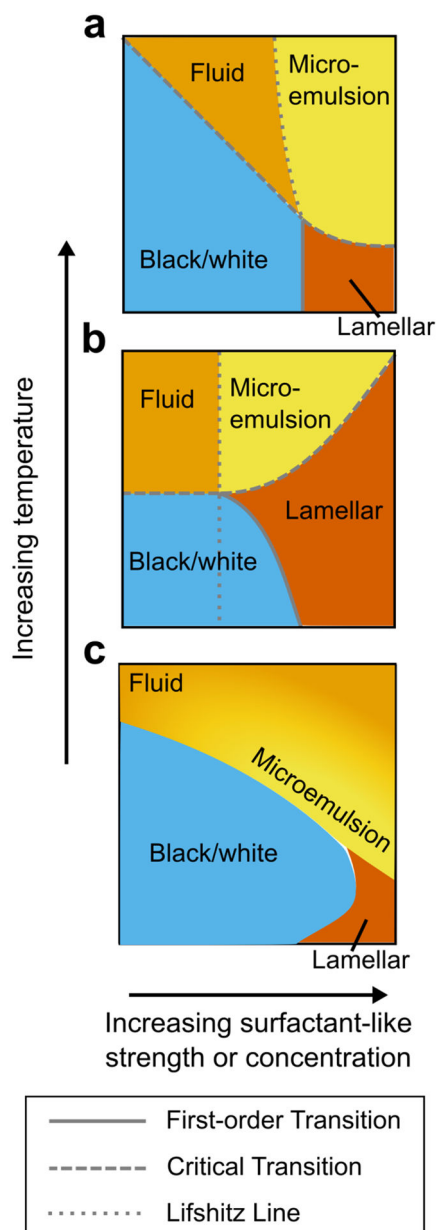 a
Fluid
Micro-
emulsion
Black/white
Lamellar
b
Fluid
Micro-
emulsion
Lamellar
Black/white
c
Fluid
Microemulsion
Black/white
Lamellar
Increasing temperature
Increasing surfactant-like
strength or concentration
First-order Transition
Critical Transition
Lifshitz Line